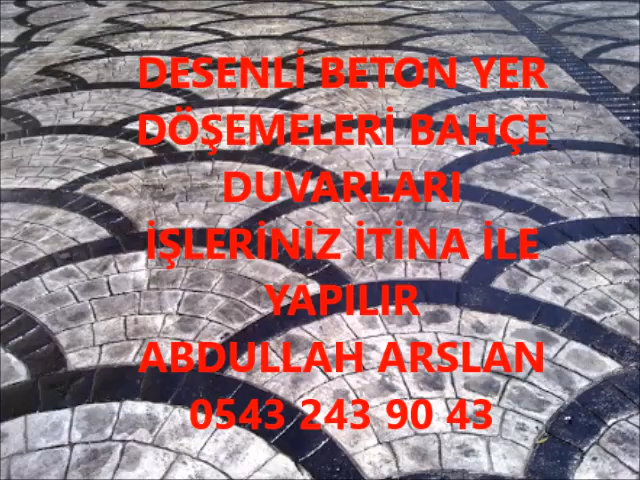 DESENLİ BETON YER
DÖŞEMELERİ BAHÇE
DUVARLARI
İŞLERİNİZ İTİNA İLE
YAPILIR
ABDULLAH ARSLAN
0543 243 90 43